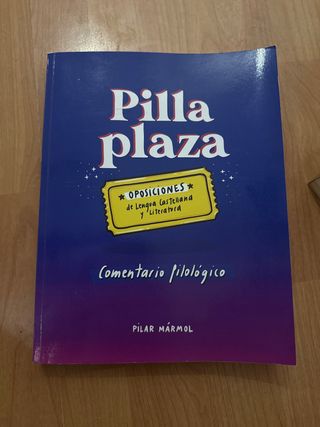 Pilla
plaza
OPOSICIONES
de Lengua Castellana
y Literatura
Comentario filológico
PILAR MÁRMOL